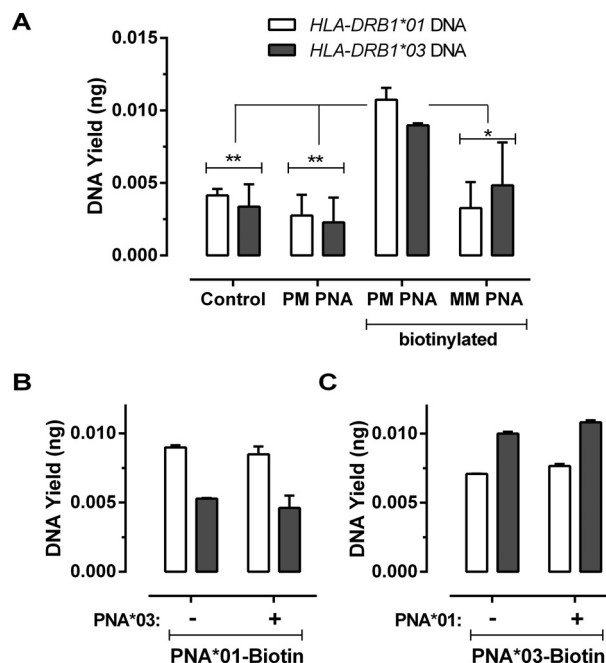 A
HLA-DRB1*01 DNA
HLA-DRB1*03 DNA
DNA Yield (ng)
0.015
0.010
0.005
0.000
**
**
*
Control PM PNA PM PNA MM PNA
biotinylated
B
DNA Yield (ng)
0.010
0.005
0.000
PNA*03: - +
PNA*01-Biotin
C
DNA Yield (ng)
0.010
0.005
0.000
PNA*01: - +
PNA*03-Biotin